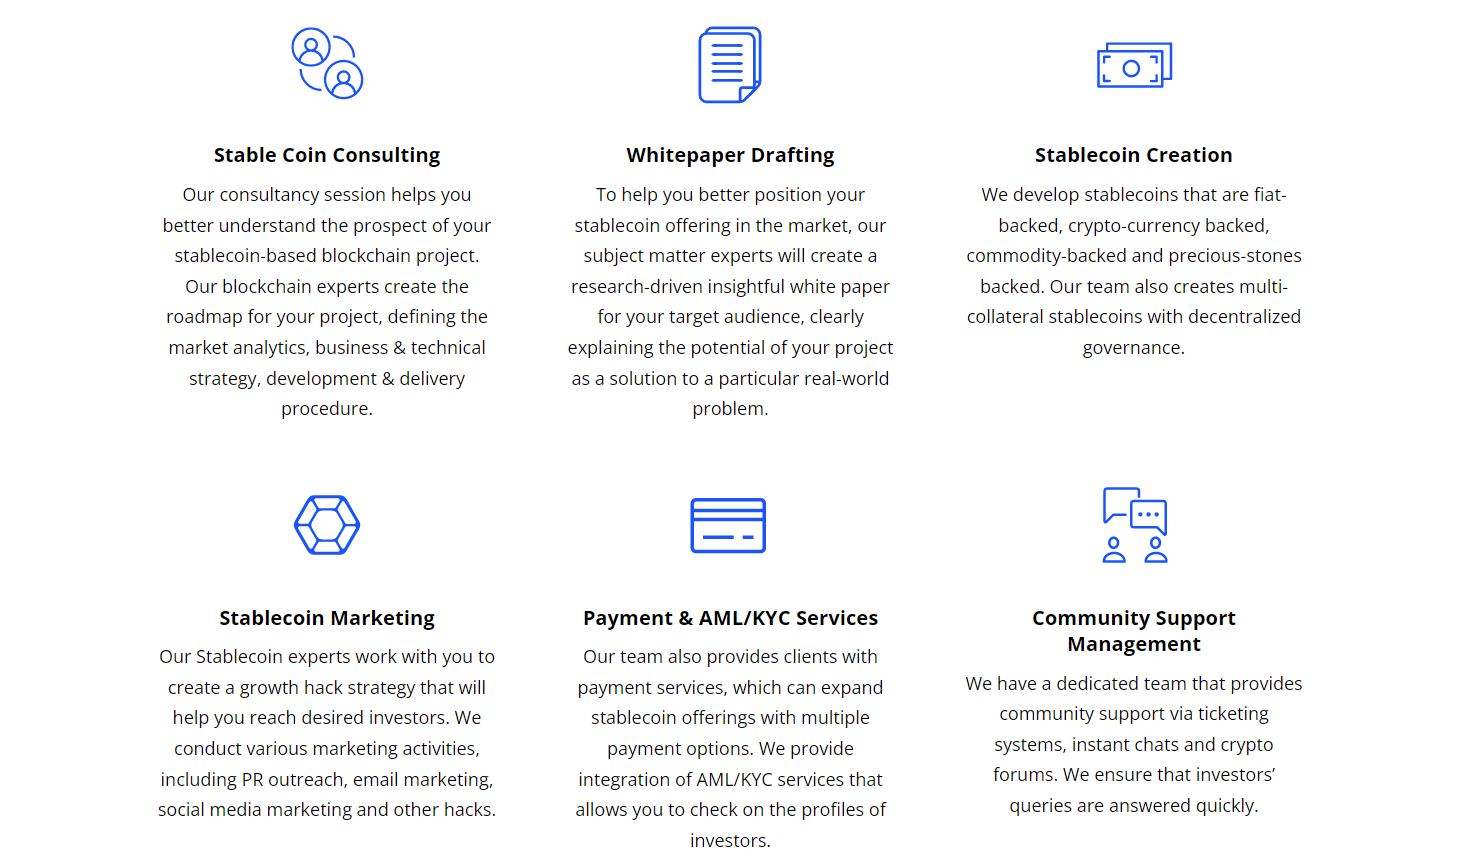 Stable Coin Consulting
Our consultancy session helps you
better understand the prospect of your
stablecoin-based blockchain project.
Our blockchain experts create the
roadmap for your project, defining the
market analytics, business & technical
strategy, development & delivery
procedure.
Whitepaper Drafting
To help you better position your
stablecoin offering in the market, our
subject matter experts will create a
research-driven insightful white paper
for your target audience, clearly
explaining the potential of your project
as a solution to a particular real-world
problem.
Stablecoin Creation
We develop stablecoins that are fiat-
backed, crypto-currency backed,
commodity-backed and precious-stones
backed. Our team also creates multi-
collateral stablecoins with decentralized
governance.
Stablecoin Marketing
Our Stablecoin experts work with you to
create a growth hack strategy that will
help you reach desired investors. We
conduct various marketing activities,
including PR outreach, email marketing,
social media marketing and other hacks.
Payment & AML/KYC Services
Our team also provides clients with
payment services, which can expand
stablecoin offerings with multiple
payment options. We provide
integration of AML/KYC services that
allows you to check on the profiles of
investors.
Community Support
Management
We have a dedicated team that provides
community support via ticketing
systems, instant chats and crypto
forums. We ensure that investors’
queries are answered quickly.